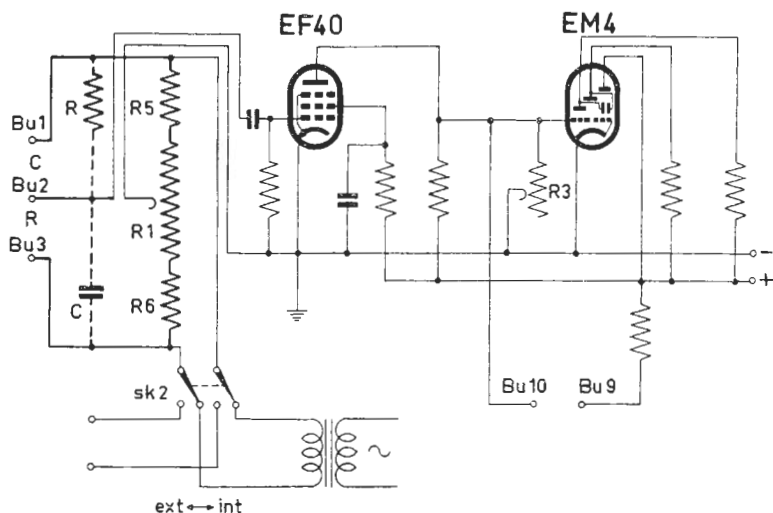 EF40
EM4
R
R5
Bu1
C
Bu2
R
R1
R3
Bu3
C
R6
-
+
sk2
Bu10
Bu9
~
ext ↔ int